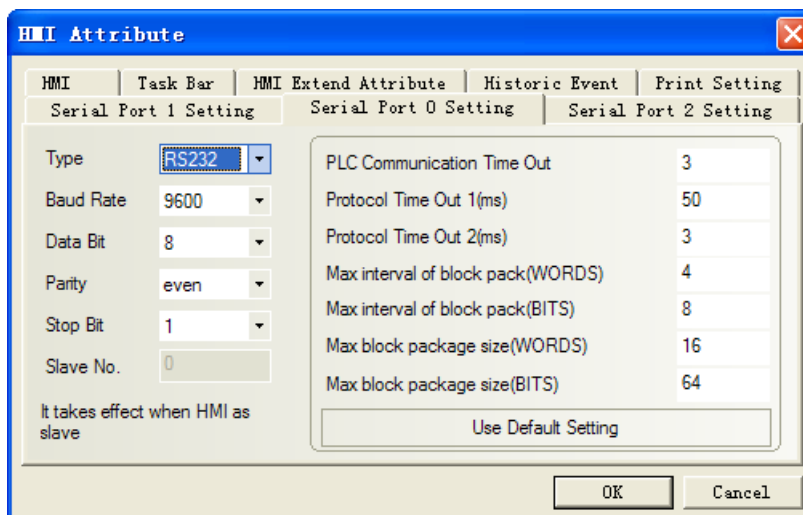 HMI Attribute
HMI Task Bar HMI Extend Attribute Historic Event Print Setting
Serial Port 1 Setting Serial Port 0 Setting Serial Port 2 Setting
Type RS232
Baud Rate 9600
Data Bit 8
Parity even
Stop Bit 1
Slave No. 0
It takes effect when HMI as
slave
PLC Communication Time Out 3
Protocol Time Out 1(ms) 50
Protocol Time Out 2(ms) 3
Max interval of block pack(WORDS) 4
Max interval of block pack(BITS) 8
Max block package size(WORDS) 16
Max block package size(BITS) 64
Use Default Setting
OK Cancel